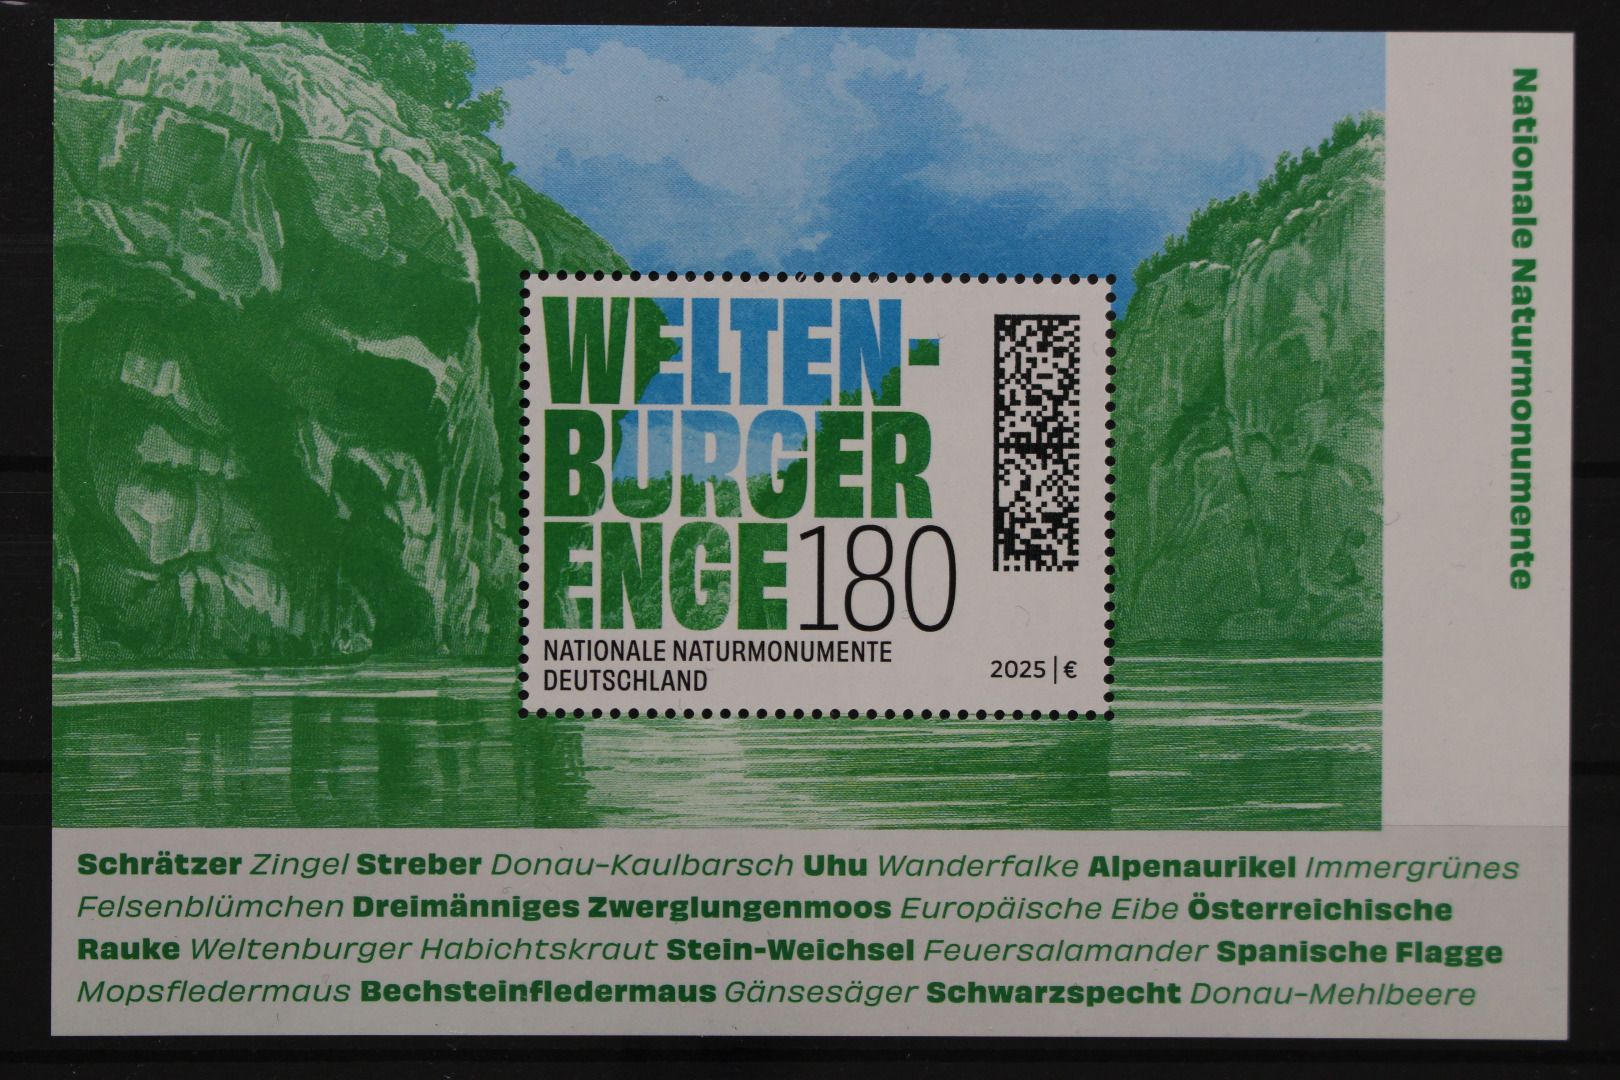 WELTEN-
BURGER
ENGE 180
NATIONALE NATURMONUMENTE
DEUTSCHLAND
2025 | €
Nationale Naturmonumente
Schrätzer Zingel Streber Donau-Kaulbarsch Uhu Wanderfalke Alpenaurikel Immergrünes
Felsenblümchen Dreimänniges Zwerglungenmoos Europäische Eibe Österreichische
Rauke Weltenburger Habichtskraut Stein-Weichsel Feuersalamander Spanische Flagge
Mopsfledermaus Bechsteinfledermaus Gänsesäger Schwarzspecht Donau-Mehlbeere